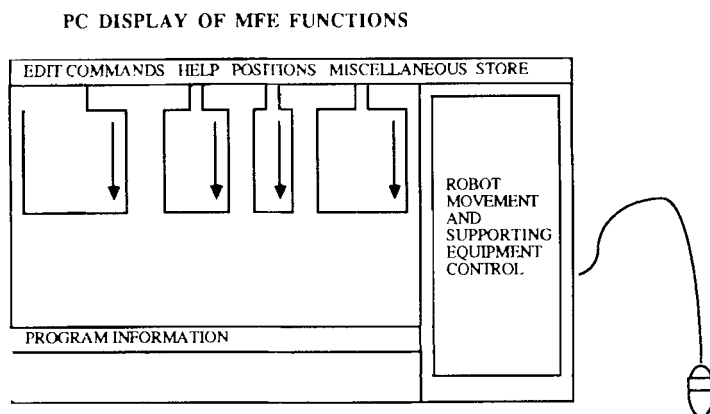 PC DISPLAY OF MFE FUNCTIONS
EDIT COMMANDS HELP POSITIONS MISCELLANEOUS STORE
ROBOT
MOVEMENT
AND
SUPPORTING
EQUIPMENT
CONTROL
PROGRAM INFORMATION